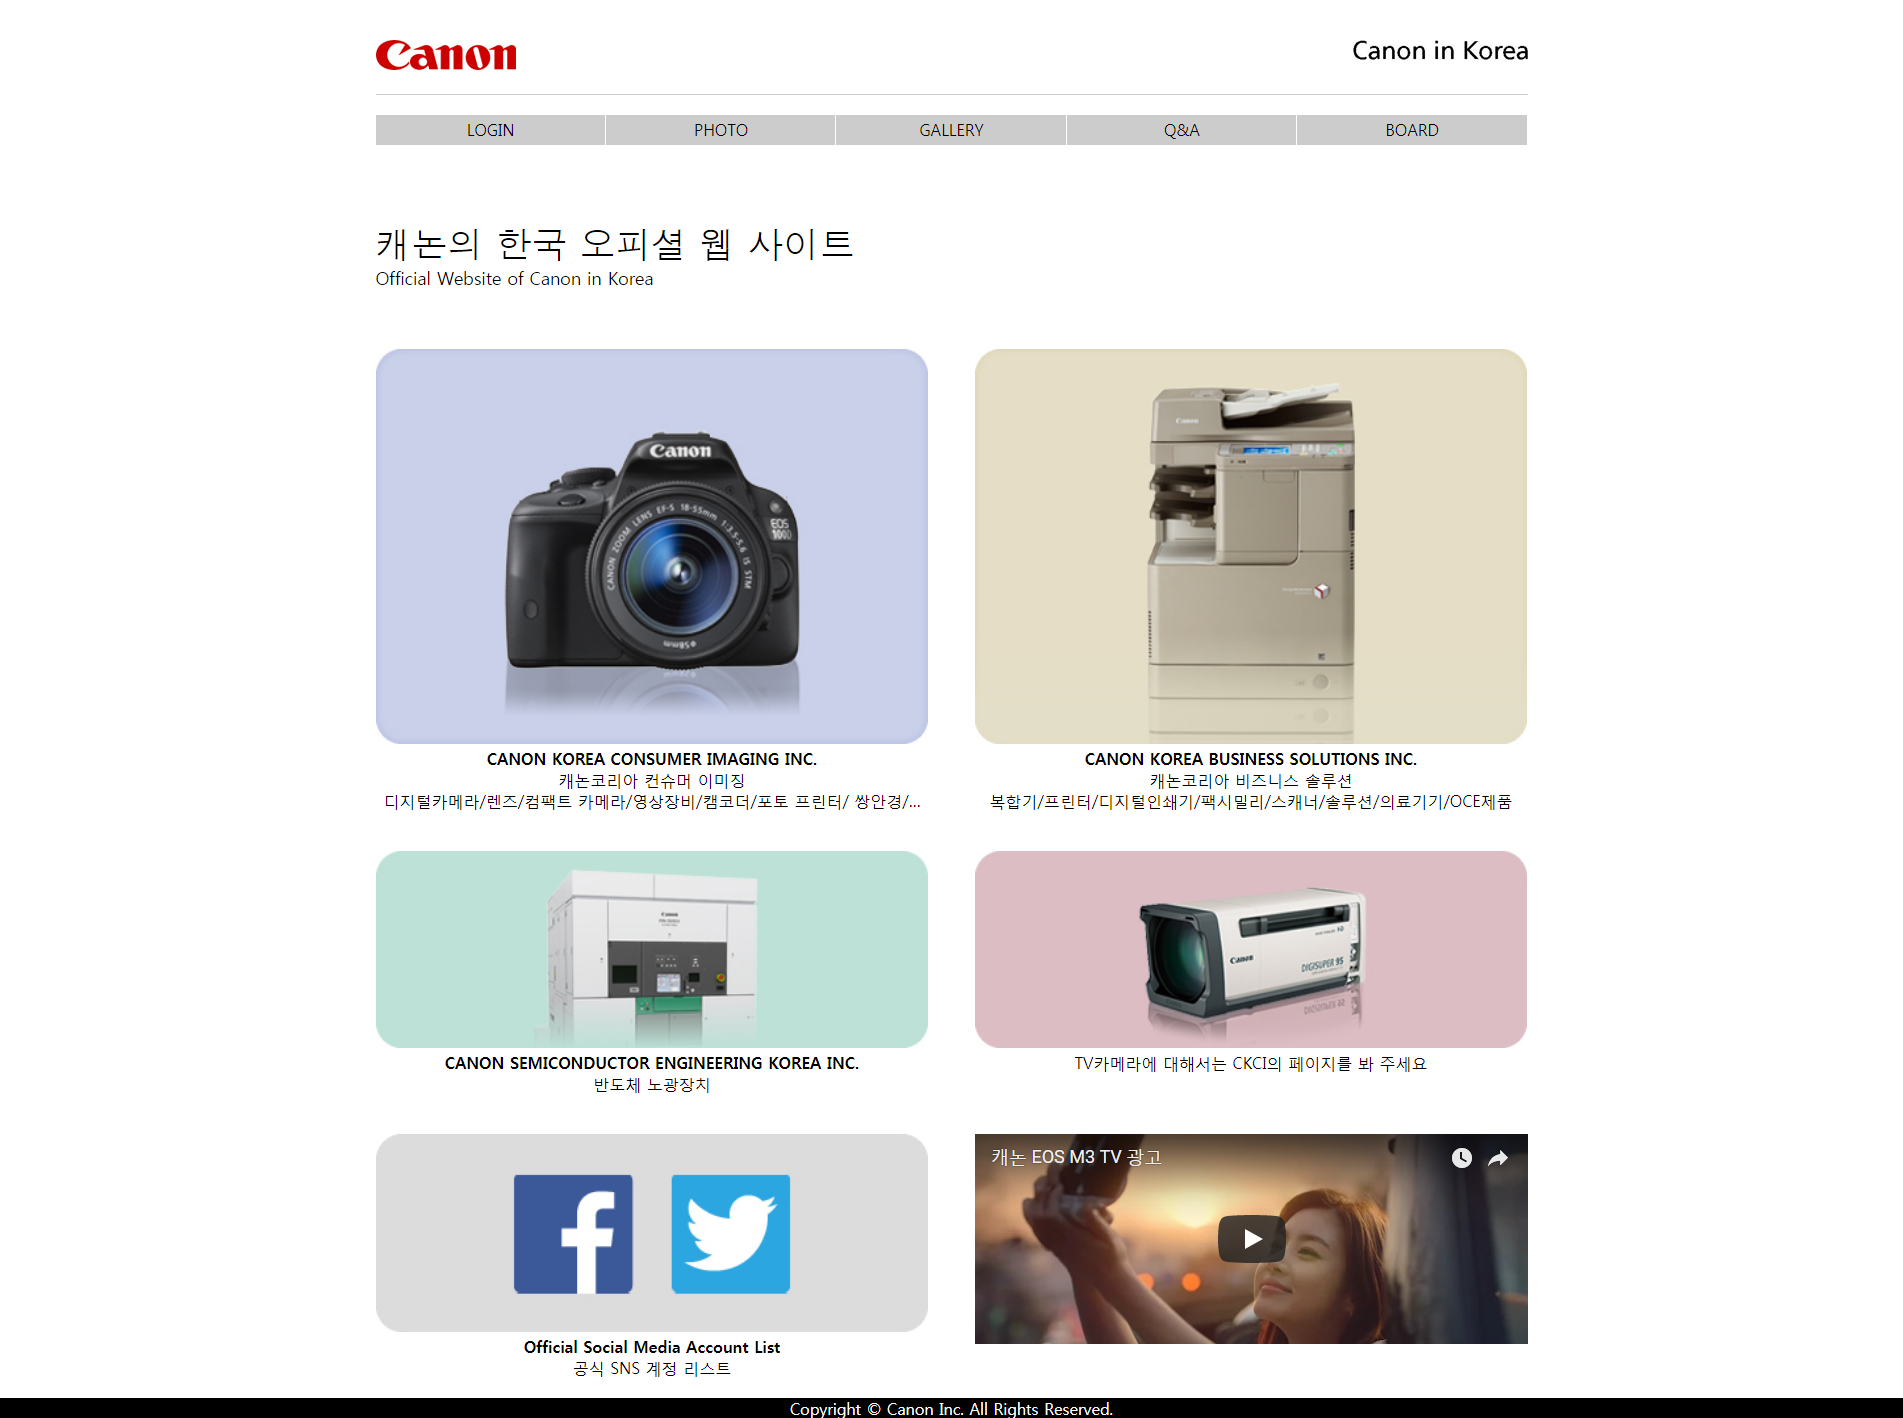 Canon
Canon in Korea
LOGIN
PHOTO
GALLERY
Q&A
BOARD
캐논의 한국 오피셜 웹 사이트
Official Website of Canon in Korea
Canon
EOS
100D
CANON ZOOM LENS EF-S 18-55mm 1:3.5-5.6 IS STM
ø58mm
Canon
CANON KOREA CONSUMER IMAGING INC.
캐논코리아 컨슈머 이미징
디지털카메라/렌즈/컴팩트 카메라/영상장비/캠코더/포토 프린터/ 쌍안경/...
CANON KOREA BUSINESS SOLUTIONS INC.
캐논코리아 비즈니스 솔루션
복합기/프린터/디지털인쇄기/팩시밀리/스캐너/솔루션/의료기기/OCE제품
Canon
Canon
DIGISUPER 95
CANON SEMICONDUCTOR ENGINEERING KOREA INC.
반도체 노광장치
TV카메라에 대해서는 CKCI의 페이지를 봐 주세요
캐논 EOS M3 TV 광고
Official Social Media Account List
공식 SNS 계정 리스트
Copyright © Canon Inc. All Rights Reserved.